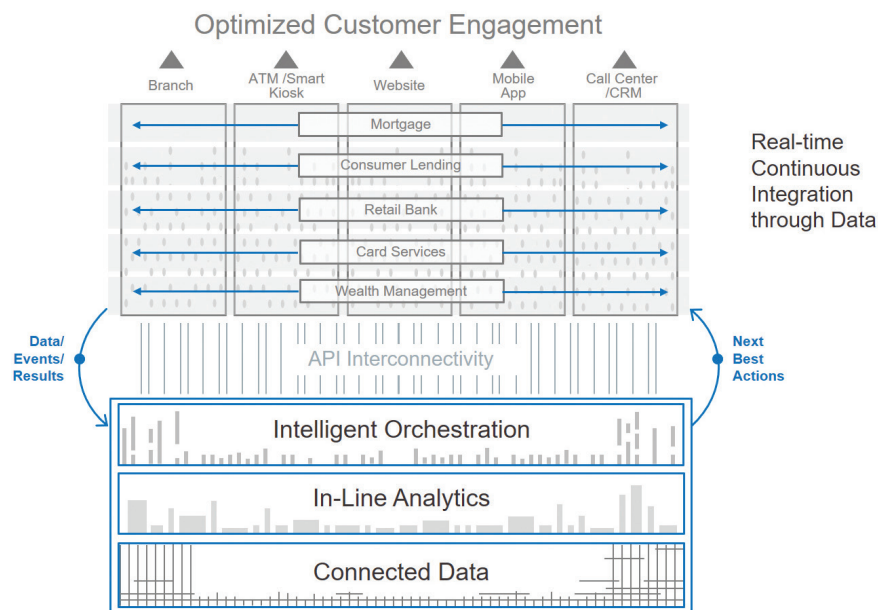 Optimized Customer Engagement
Branch
ATM /Smart
Kiosk
Website
Mobile
App
Call Center
/CRM
Mortgage
Consumer Lending
Retail Bank
Card Services
Wealth Management
Real-time
Continuous
Integration
through Data
Data/
Events/
Results
API Interconnectivity
Next
Best
Actions
Intelligent Orchestration
In-Line Analytics
Connected Data